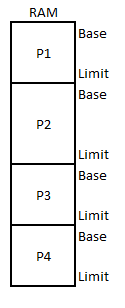 RAM
Base
P1
Limit
Base
P2
Limit
Base
P3
Limit
Base
P4
Limit